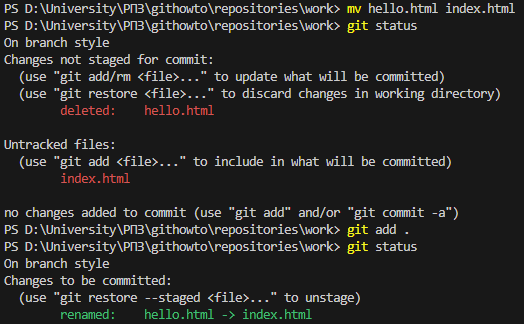 PS D:\University\РПЗ\githowto\repositories\work> mv hello.html index.html
PS D:\University\РПЗ\githowto\repositories\work> git status
On branch style
Changes not staged for commit:
  (use "git add/rm <file>..." to update what will be committed)
  (use "git restore <file>..." to discard changes in working directory)
        deleted:    hello.html

Untracked files:
  (use "git add <file>..." to include in what will be committed)
        index.html

no changes added to commit (use "git add" and/or "git commit -a")
PS D:\University\РПЗ\githowto\repositories\work> git add .
PS D:\University\РПЗ\githowto\repositories\work> git status
On branch style
Changes to be committed:
  (use "git restore --staged <file>..." to unstage)
        renamed:    hello.html -> index.html